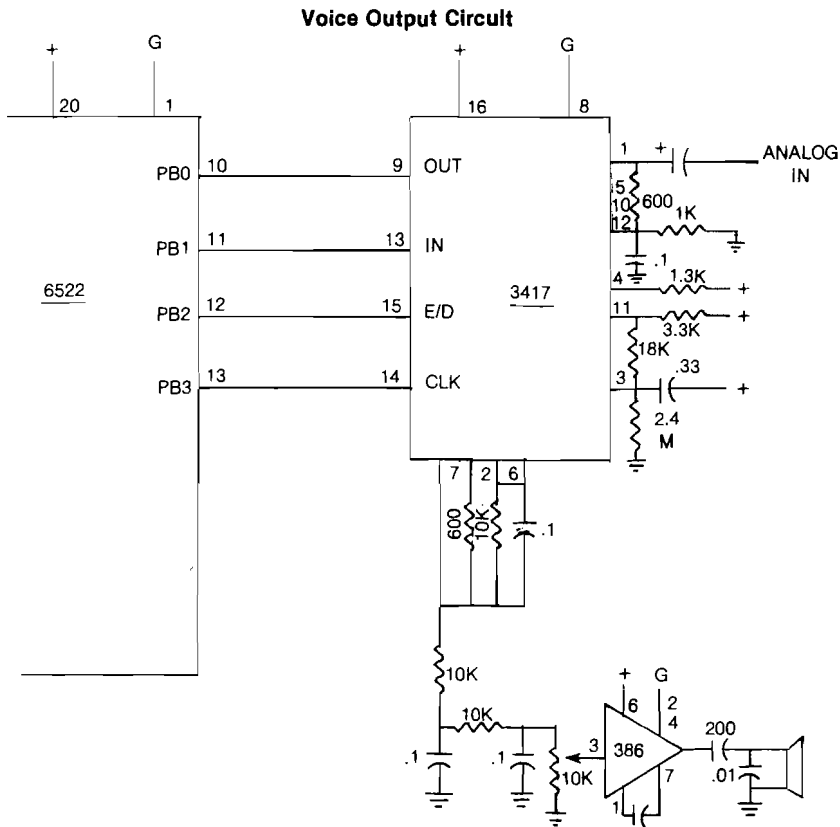 Voice Output Circuit
+ G + G
20 1 16 8
PB0 10 9 OUT 1 + ANALOG IN
5
10 600
12 1K
PB1 11 13 IN
.1
6522
PB2 12 15 E/D 3417 4 1.3K +
11 3.3K +
18K
.33
PB3 13 14 CLK 3 +
2.4
M
7 2 6
600 10K .1
10K
+ G
10K 6 2
4
200
.1 .1 10K 3 386 .01
7
1